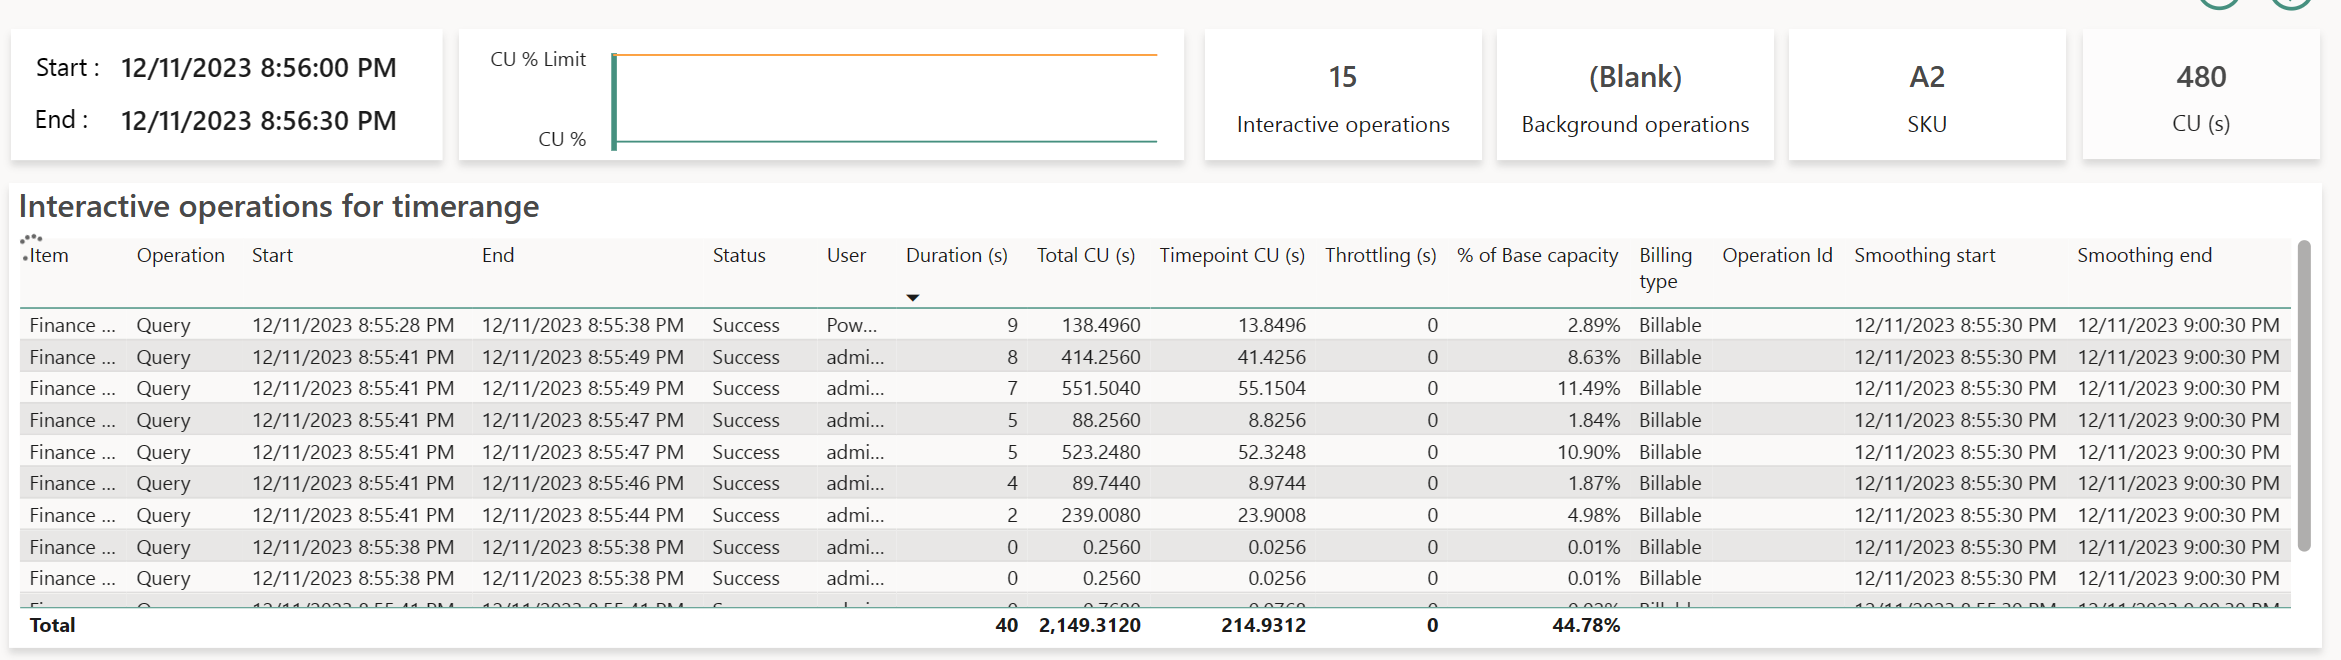 Start : 12/11/2023 8:56:00 PM
End : 12/11/2023 8:56:30 PM
CU % Limit
CU %
15
Interactive operations
(Blank)
Background operations
A2
SKU
480
CU (s)
Interactive operations for timerange
Item Operation Start End Status User Duration (s) Total CU (s) Timepoint CU (s) Throttling (s) % of Base capacity Billing type Operation Id Smoothing start Smoothing end
Finance ... Query 12/11/2023 8:55:28 PM 12/11/2023 8:55:38 PM Success Pow... 9 138.4960 13.8496 0 2.89% Billable 12/11/2023 8:55:30 PM 12/11/2023 9:00:30 PM
Finance ... Query 12/11/2023 8:55:41 PM 12/11/2023 8:55:49 PM Success admi... 8 414.2560 41.4256 0 8.63% Billable 12/11/2023 8:55:30 PM 12/11/2023 9:00:30 PM
Finance ... Query 12/11/2023 8:55:41 PM 12/11/2023 8:55:49 PM Success admi... 7 551.5040 55.1504 0 11.49% Billable 12/11/2023 8:55:30 PM 12/11/2023 9:00:30 PM
Finance ... Query 12/11/2023 8:55:41 PM 12/11/2023 8:55:47 PM Success admi... 5 88.2560 8.8256 0 1.84% Billable 12/11/2023 8:55:30 PM 12/11/2023 9:00:30 PM
Finance ... Query 12/11/2023 8:55:41 PM 12/11/2023 8:55:47 PM Success admi... 5 523.2480 52.3248 0 10.90% Billable 12/11/2023 8:55:30 PM 12/11/2023 9:00:30 PM
Finance ... Query 12/11/2023 8:55:41 PM 12/11/2023 8:55:46 PM Success admi... 4 89.7440 8.9744 0 1.87% Billable 12/11/2023 8:55:30 PM 12/11/2023 9:00:30 PM
Finance ... Query 12/11/2023 8:55:41 PM 12/11/2023 8:55:44 PM Success admi... 2 239.0080 23.9008 0 4.98% Billable 12/11/2023 8:55:30 PM 12/11/2023 9:00:30 PM
Finance ... Query 12/11/2023 8:55:38 PM 12/11/2023 8:55:38 PM Success admi... 0 0.2560 0.0256 0 0.01% Billable 12/11/2023 8:55:30 PM 12/11/2023 9:00:30 PM
Finance ... Query 12/11/2023 8:55:38 PM 12/11/2023 8:55:38 PM Success admi... 0 0.2560 0.0256 0 0.01% Billable 12/11/2023 8:55:30 PM 12/11/2023 9:00:30 PM
Total 40 2,149.3120 214.9312 0 44.78%